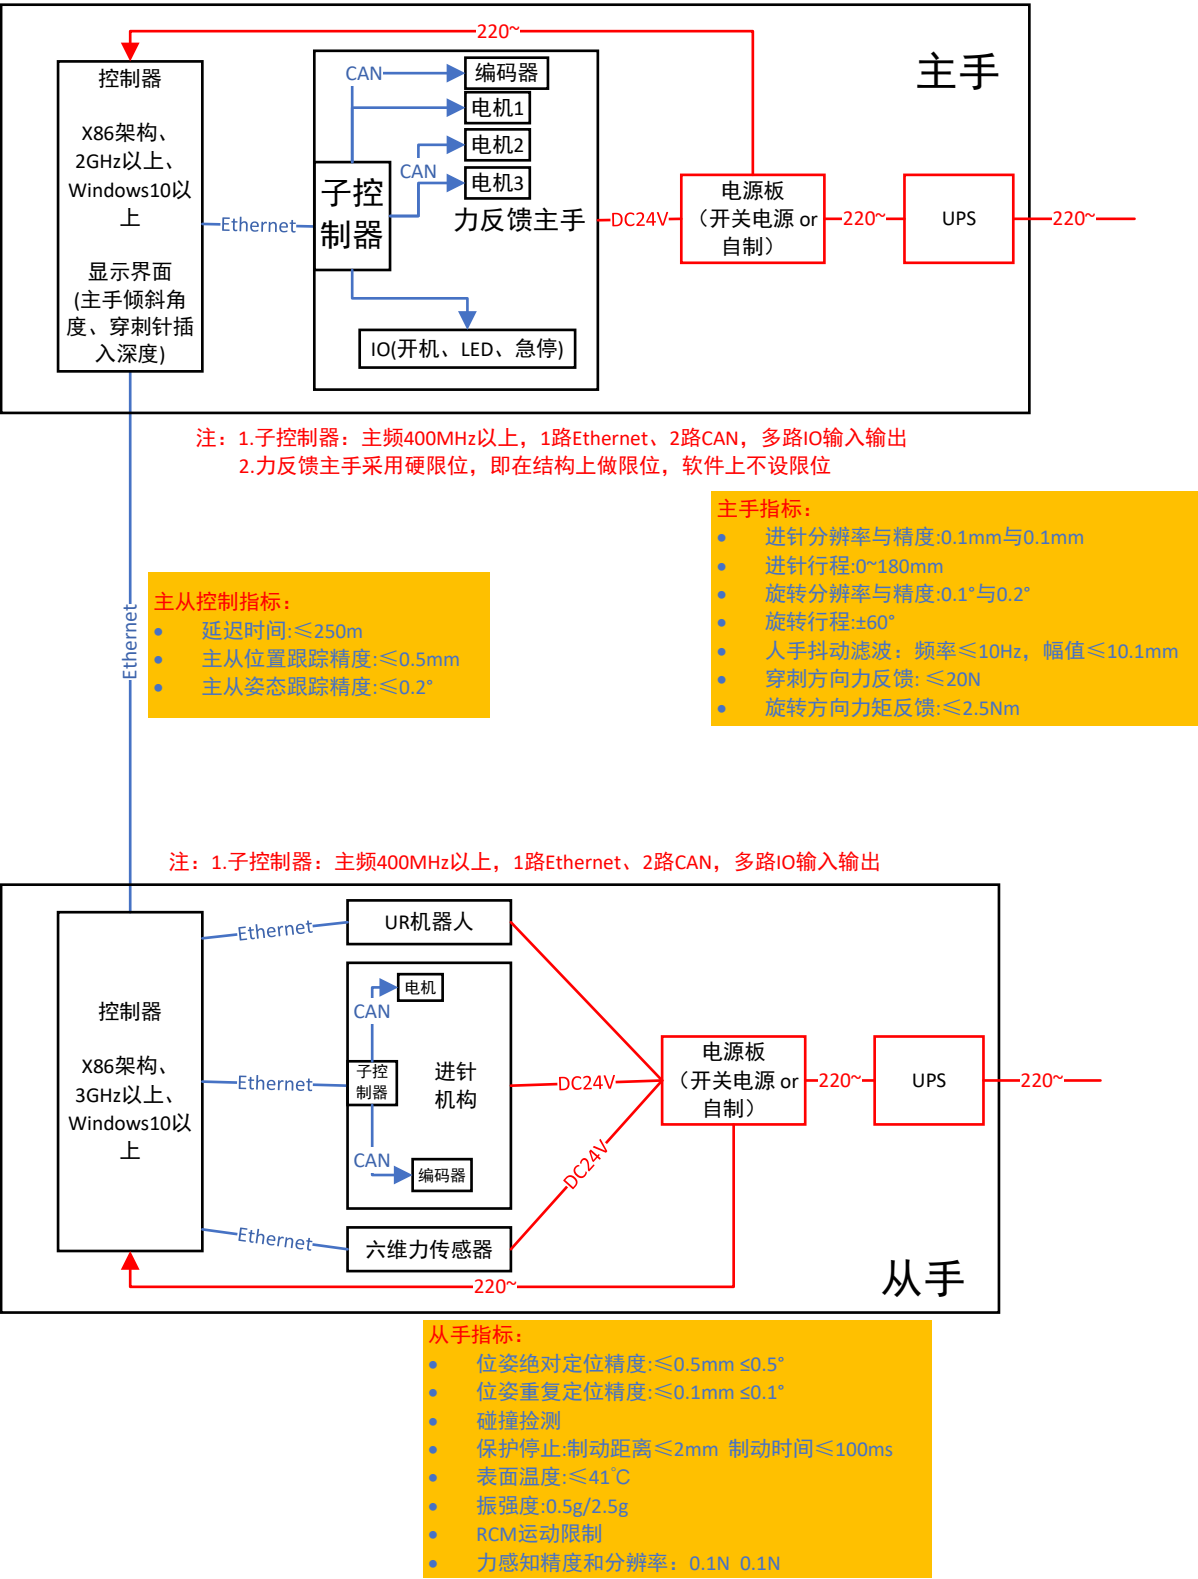 220~
主手
控制器
X86架构、
2GHz以上、
Windows10以
上
显示界面
(主手倾斜角
度、穿刺针插
入深度)
Ethernet
CAN
编码器
电机1
电机2
CAN
电机3
子控
制器
力反馈主手
IO(开机、LED、急停)
DC24V
电源板
（开关电源 or
自制）
220~
UPS
220~
注：1.子控制器：主频400MHz以上，1路Ethernet、2路CAN，多路IO输入输出
2.力反馈主手采用硬限位，即在结构上做限位，软件上不设限位
主手指标：
• 进针分辨率与精度:0.1mm与0.1mm
• 进针行程:0~180mm
• 旋转分辨率与精度:0.1°与0.2°
• 旋转行程:±60°
• 人手抖动滤波：频率≤10Hz，幅值≤10.1mm
• 穿刺方向力反馈: ≤20N
• 旋转方向力矩反馈:≤2.5Nm
Ethernet
主从控制指标：
• 延迟时间:≤250m
• 主从位置跟踪精度:≤0.5mm
• 主从姿态跟踪精度:≤0.2°
注：1.子控制器：主频400MHz以上，1路Ethernet、2路CAN，多路IO输入输出
控制器
X86架构、
3GHz以上、
Windows10以
上
Ethernet
UR机器人
电机
CAN
Ethernet
子控
制器
进针
机构
CAN
编码器
Ethernet
六维力传感器
DC24V
DC24V
电源板
（开关电源 or
自制）
220~
UPS
220~
220~
从手
从手指标：
• 位姿绝对定位精度:≤0.5mm ≤0.5°
• 位姿重复定位精度:≤0.1mm ≤0.1°
• 碰撞捡测
• 保护停止:制动距离≤2mm 制动时间≤100ms
• 表面温度:≤41℃
• 振强度:0.5g/2.5g
• RCM运动限制
• 力感知精度和分辨率：0.1N 0.1N